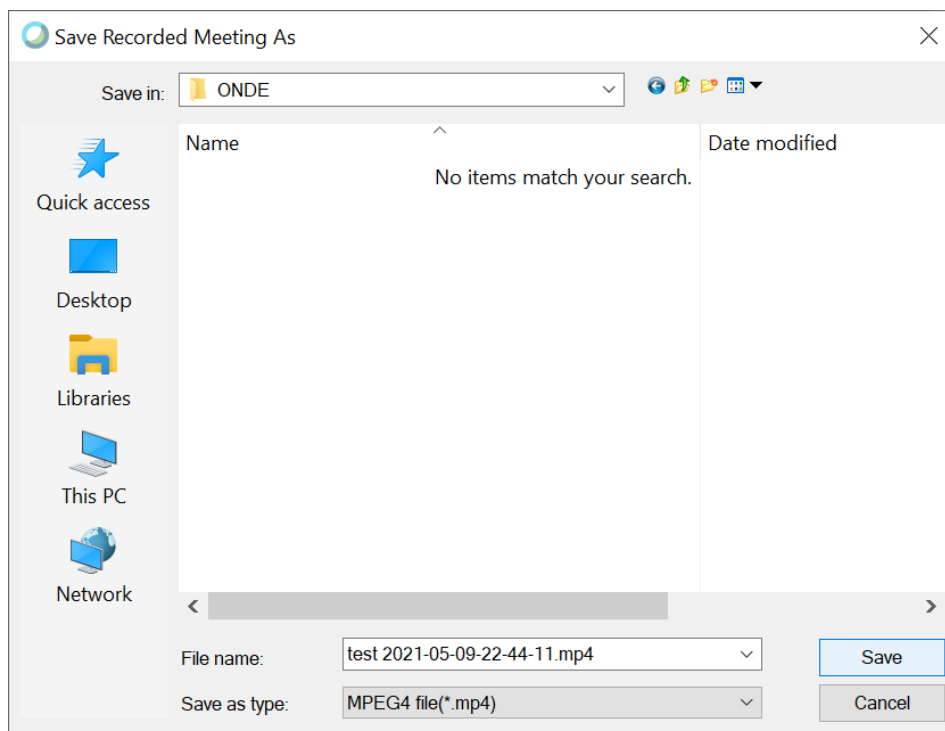 Save Recorded Meeting As
Save in: ONDE
Name Date modified
No items match your search.
Quick access
Desktop
Libraries
This PC
Network
File name: test 2021-05-09-22-44-11.mp4 Save
Save as type: MPEG4 file(*.mp4) Cancel